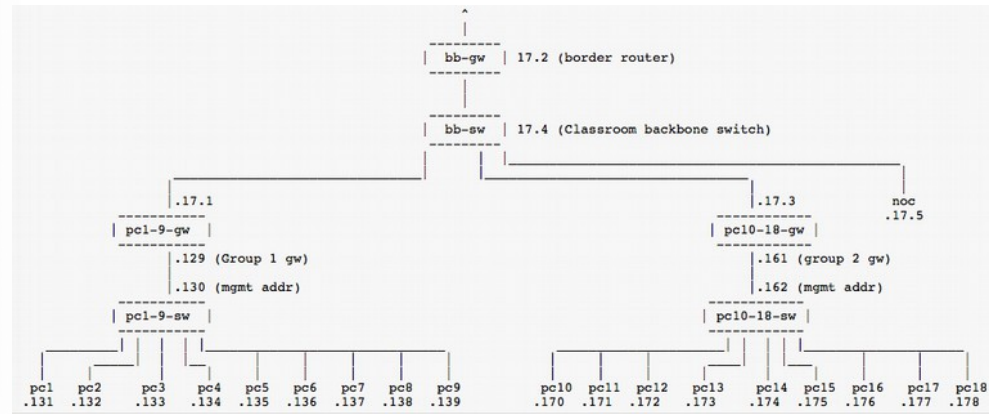 bb-gw 17.2 (border router)
bb-sw 17.4 (Classroom backbone switch)
.17.1 .17.3 noc
.17.5
pc1-9-gw pc10-18-gw
.129 (Group 1 gw) .161 (group 2 gw)
.130 (mgmt addr) .162 (mgmt addr)
pc1-9-sw pc10-18-sw
pc1 pc2 pc3 pc4 pc5 pc6 pc7 pc8 pc9 pc10 pc11 pc12 pc13 pc14 pc15 pc16 pc17 pc18
.131 .132 .133 .134 .135 .136 .137 .138 .139 .170 .171 .172 .173 .174 .175 .176 .177 .178